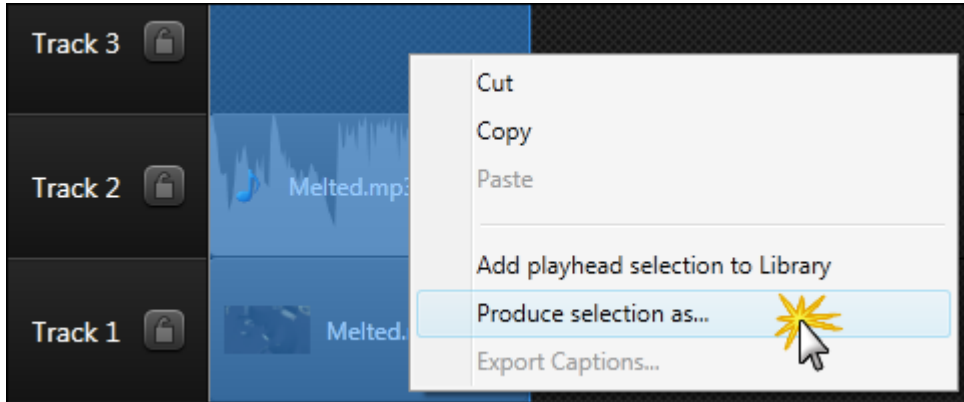 Track 3
Cut
Copy
Track 2
Melted.mp3
Paste
Add playhead selection to Library
Produce selection as...
Track 1
Melted.
Export Captions...